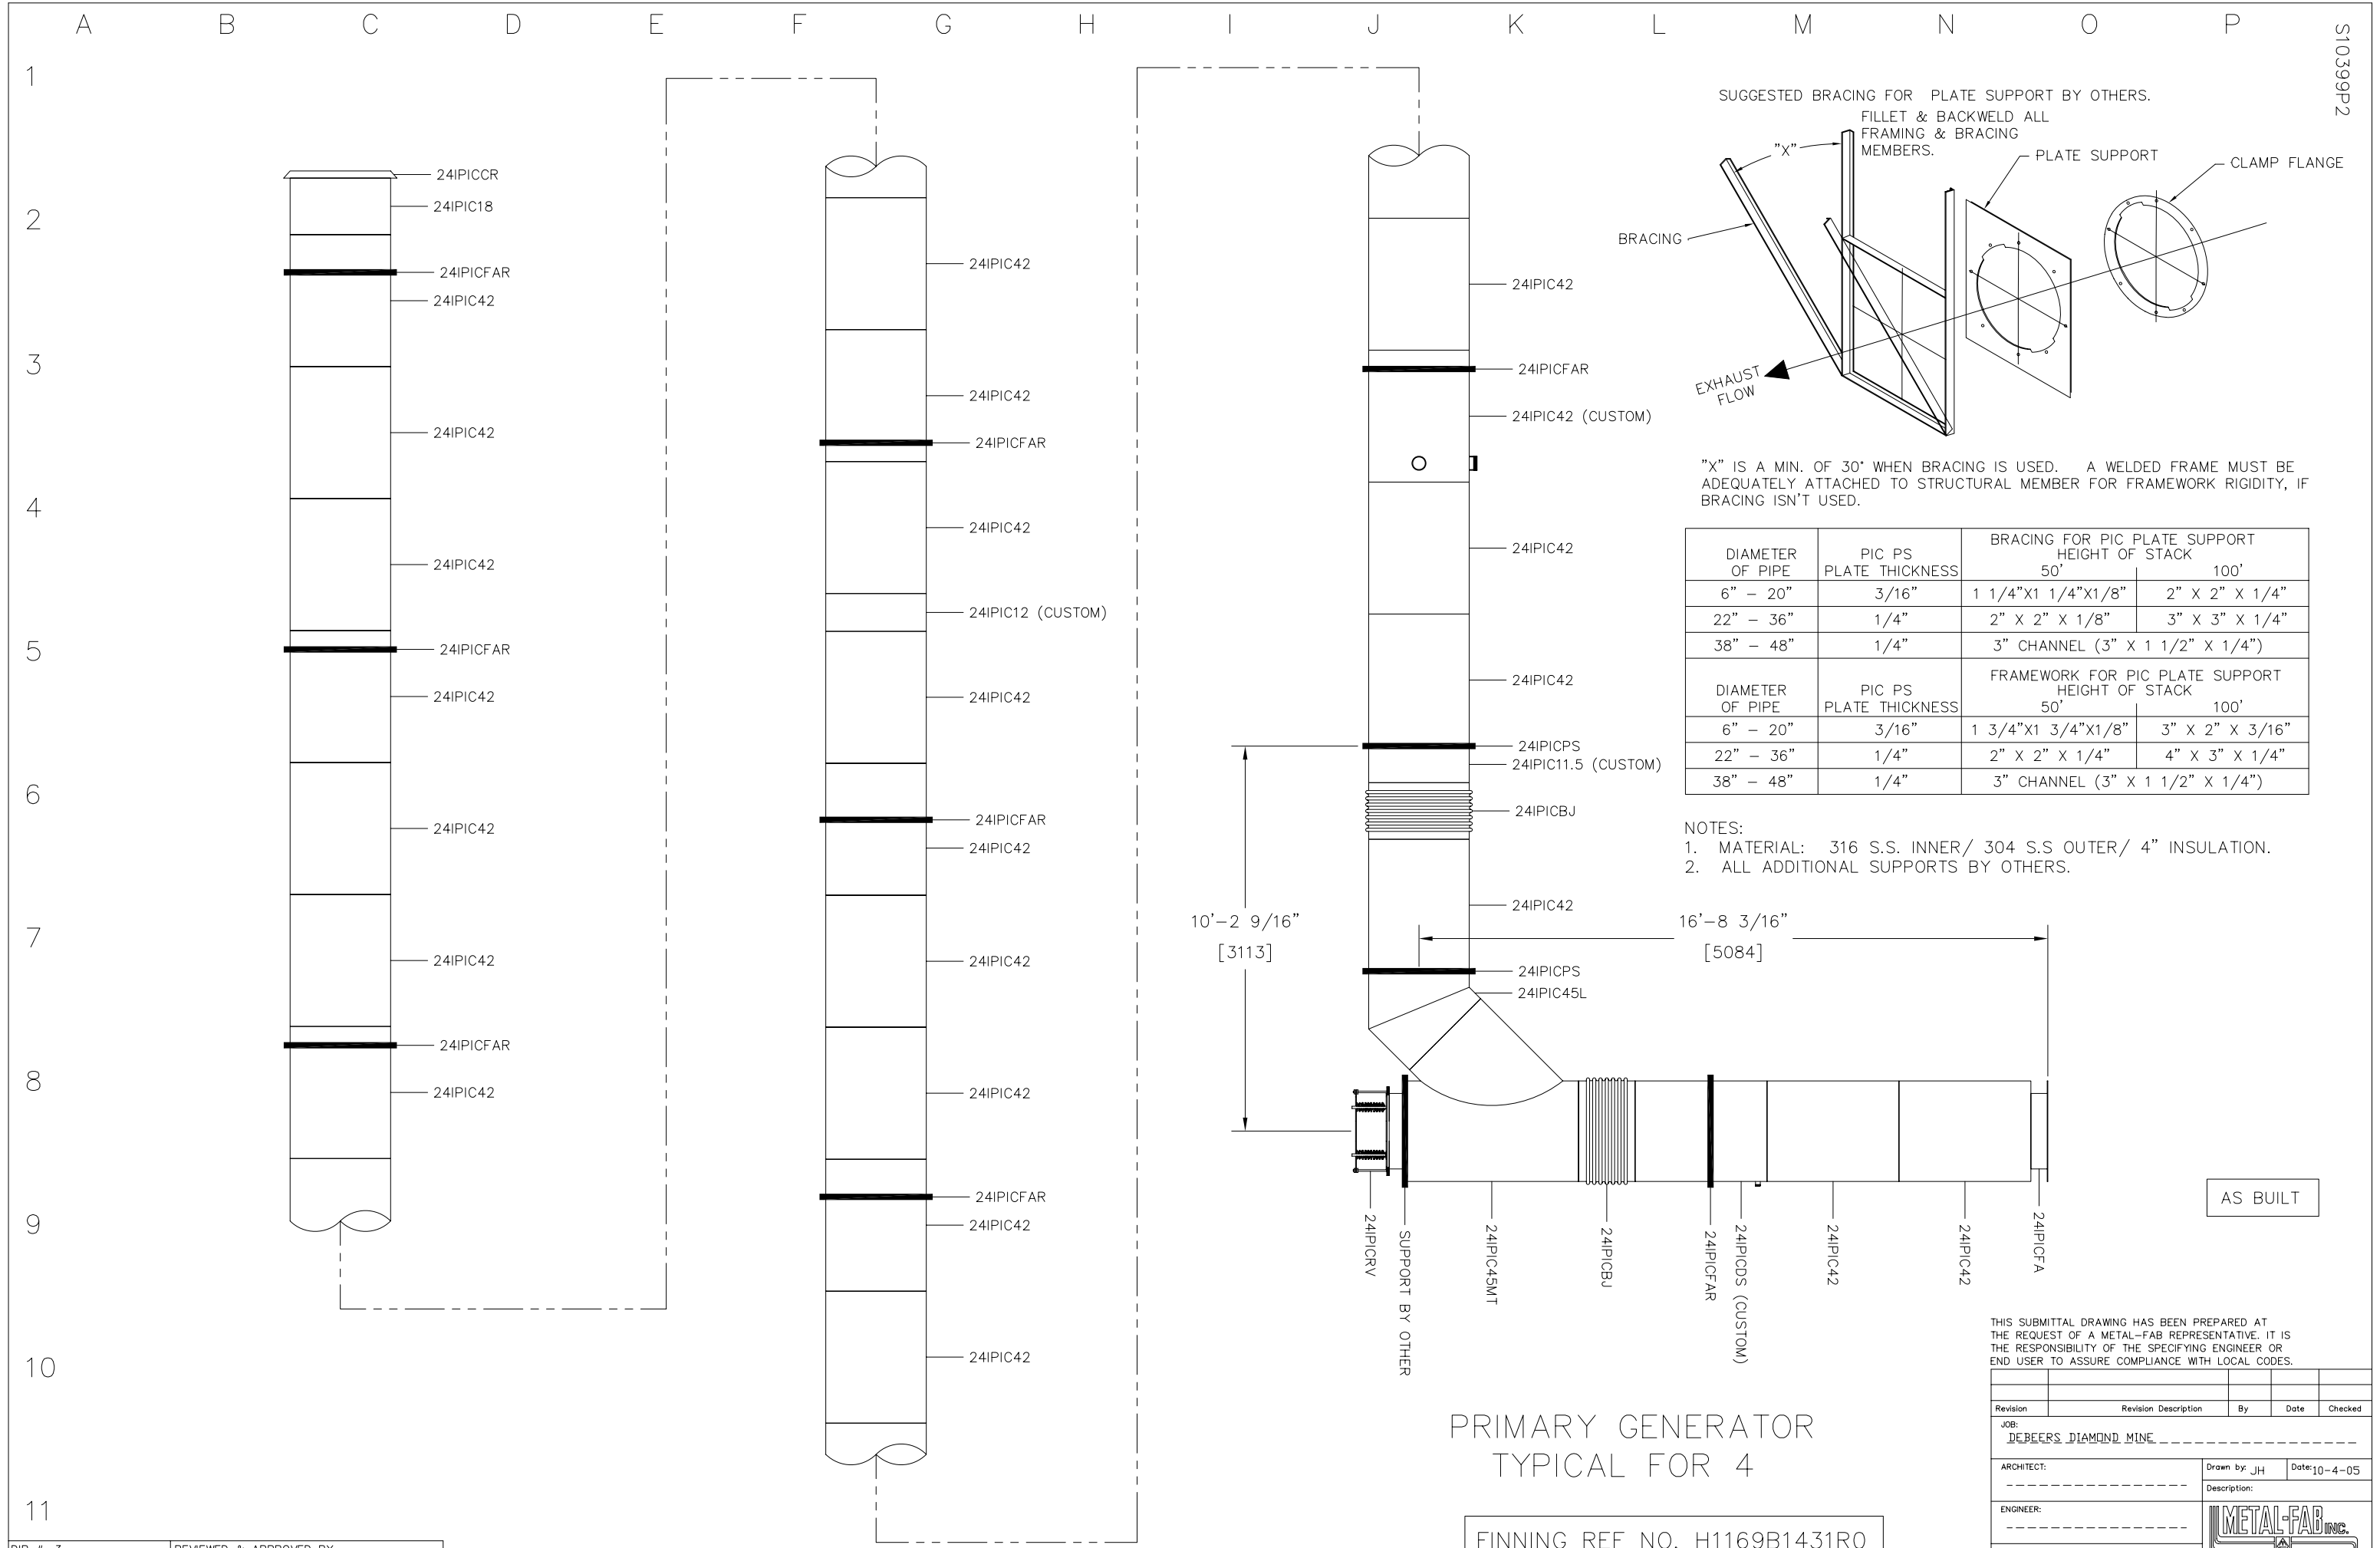 A B C D E F G H I J K L M N O P
1
2
3
4
5
6
7
8
9
10
11
S10399P2
24IPICCR
24IPIC18
24IPICFAR
24IPIC42
24IPIC42
24IPIC42
24IPICFAR
24IPIC42
24IPIC42
24IPIC42
24IPICFAR
24IPIC42
24IPIC42
24IPIC42
24IPICFAR
24IPIC42
24IPIC12 (CUSTOM)
24IPIC42
24IPICFAR
24IPIC42
24IPIC42
24IPIC42
24IPICFAR
24IPIC42
24IPIC42
24IPIC42
24IPICFAR
24IPIC42 (CUSTOM)
24IPIC42
24IPIC42
24IPICPS
24IPIC11.5 (CUSTOM)
24IPICBJ
24IPIC42
24IPICPS
24IPIC45L
10'-2 9/16"
[3113]
16'-8 3/16"
[5084]
24IPICRV
SUPPORT BY OTHER
24IPIC45MT
24IPICBJ
24IPICFAR
24IPICDS (CUSTOM)
24IPIC42
24IPIC42
24IPICFA
SUGGESTED BRACING FOR PLATE SUPPORT BY OTHERS.
FILLET & BACKWELD ALL
FRAMING & BRACING
MEMBERS.
"X"
PLATE SUPPORT
CLAMP FLANGE
BRACING
EXHAUST
FLOW
"X" IS A MIN. OF 30° WHEN BRACING IS USED. A WELDED FRAME MUST BE
ADEQUATELY ATTACHED TO STRUCTURAL MEMBER FOR FRAMEWORK RIGIDITY, IF
BRACING ISN'T USED.
BRACING FOR PIC PLATE SUPPORT
DIAMETER PIC PS HEIGHT OF STACK
OF PIPE PLATE THICKNESS 50' 100'
6" - 20" 3/16" 1 1/4"X1 1/4"X1/8" 2" X 2" X 1/4"
22" - 36" 1/4" 2" X 2" X 1/8" 3" X 3" X 1/4"
38" - 48" 1/4" 3" CHANNEL (3" X 1 1/2" X 1/4")
FRAMEWORK FOR PIC PLATE SUPPORT
DIAMETER PIC PS HEIGHT OF STACK
OF PIPE PLATE THICKNESS 50' 100'
6" - 20" 3/16" 1 3/4"X1 3/4"X1/8" 3" X 2" X 3/16"
22" - 36" 1/4" 2" X 2" X 1/4" 4" X 3" X 1/4"
38" - 48" 1/4" 3" CHANNEL (3" X 1 1/2" X 1/4")
NOTES:
1. MATERIAL: 316 S.S. INNER/ 304 S.S OUTER/ 4" INSULATION.
2. ALL ADDITIONAL SUPPORTS BY OTHERS.
AS BUILT
PRIMARY GENERATOR
TYPICAL FOR 4
FINNING REF NO. H1169B1431R0
THIS SUBMITTAL DRAWING HAS BEEN PREPARED AT
THE REQUEST OF A METAL-FAB REPRESENTATIVE. IT IS
THE RESPONSIBILITY OF THE SPECIFYING ENGINEER OR
END USER TO ASSURE COMPLIANCE WITH LOCAL CODES.
Revision Revision Description By Date Checked
JOB:
DEBEERS DIAMOND MINE
ARCHITECT:
Drawn by: JH Date: 10-4-05
Description:
ENGINEER:
METAL-FAB INC.
REVIEWED & APPROVED BY